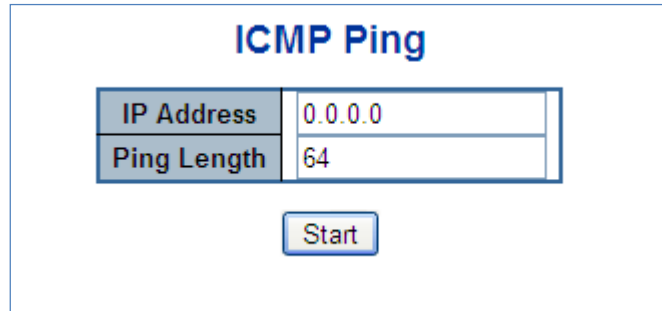 ICMP Ping
IP Address 0.0.0.0
Ping Length 64
Start